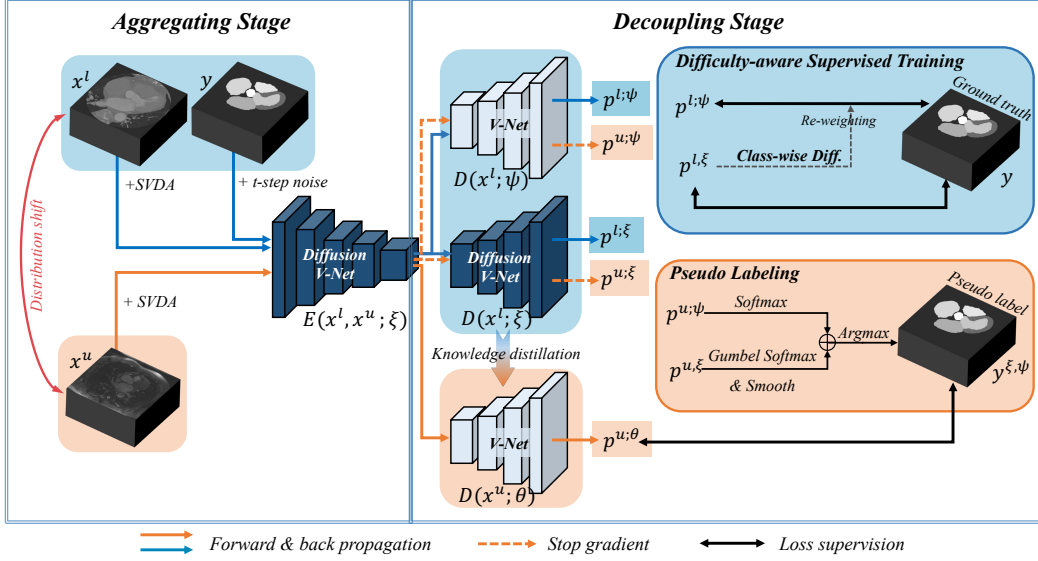 Aggregating Stage
x^l
y
+SVDA
+ t-step noise
Distribution shift
+ SVDA
x^u
Diffusion
V-Net
E(x^l, x^u; ξ)
Decoupling Stage
V-Net
D(x^l; ψ)
p^{l;ψ}
p^{u;ψ}
Diffusion
V-Net
D(x^l; ξ)
p^{l;ξ}
p^{u;ξ}
Knowledge distillation
V-Net
D(x^u; θ)
p^{u;θ}
Difficulty-aware Supervised Training
p^{l;ψ}
Re-weighting
Ground truth
p^{l,ξ}
Class-wise Diff.
y
Pseudo Labeling
p^{u;ψ}
Softmax
Pseudo label
Argmax
p^{u,ξ}
Gumbel Softmax
& Smooth
y^{ξ,ψ}
Forward & back propagation
Stop gradient
Loss supervision